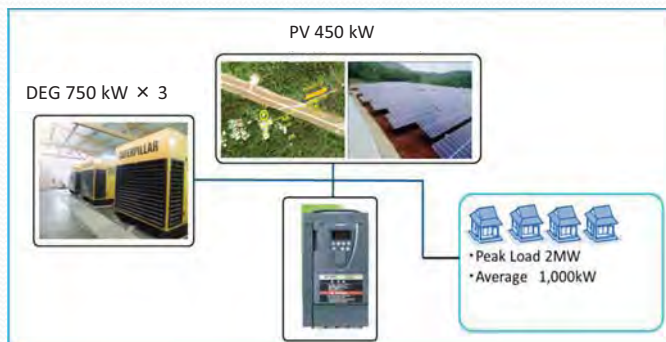 PV 450 kW
DEG 750 kW × 3
CATERPILLAR
・Peak Load 2MW
・Average 1,000kW